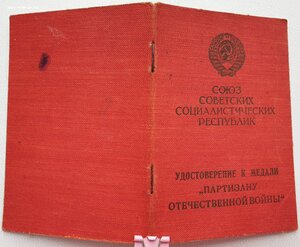 СОЮЗ
СОВЕТСКИХ
СОЦИАЛИСТИЧЕСКИХ
РЕСПУБЛИК
УДОСТОВЕРЕНИЕ К МЕДАЛИ
„ПАРТИЗАНУ
ОТЕЧЕСТВЕННОЙ ВОЙНЫ"